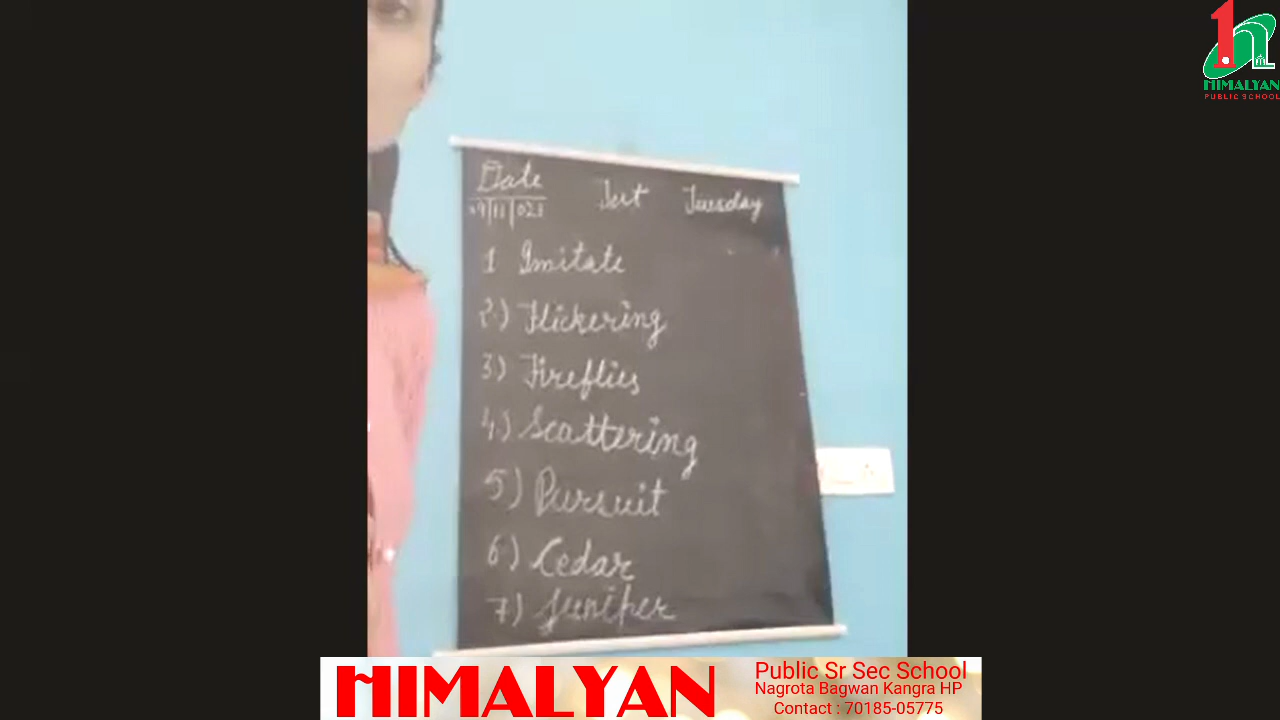 HIMALYAN
PUBLIC SCHOOL
Date Tuesday
1 Imitate
2) Flickering
3) Fireflies
4) Scattering
5) Pursuit
6) Cedar
7) Juniper
HIMALYAN
Public Sr Sec School
Nagrota Bagwan Kangra HP
Contact : 70185-05775